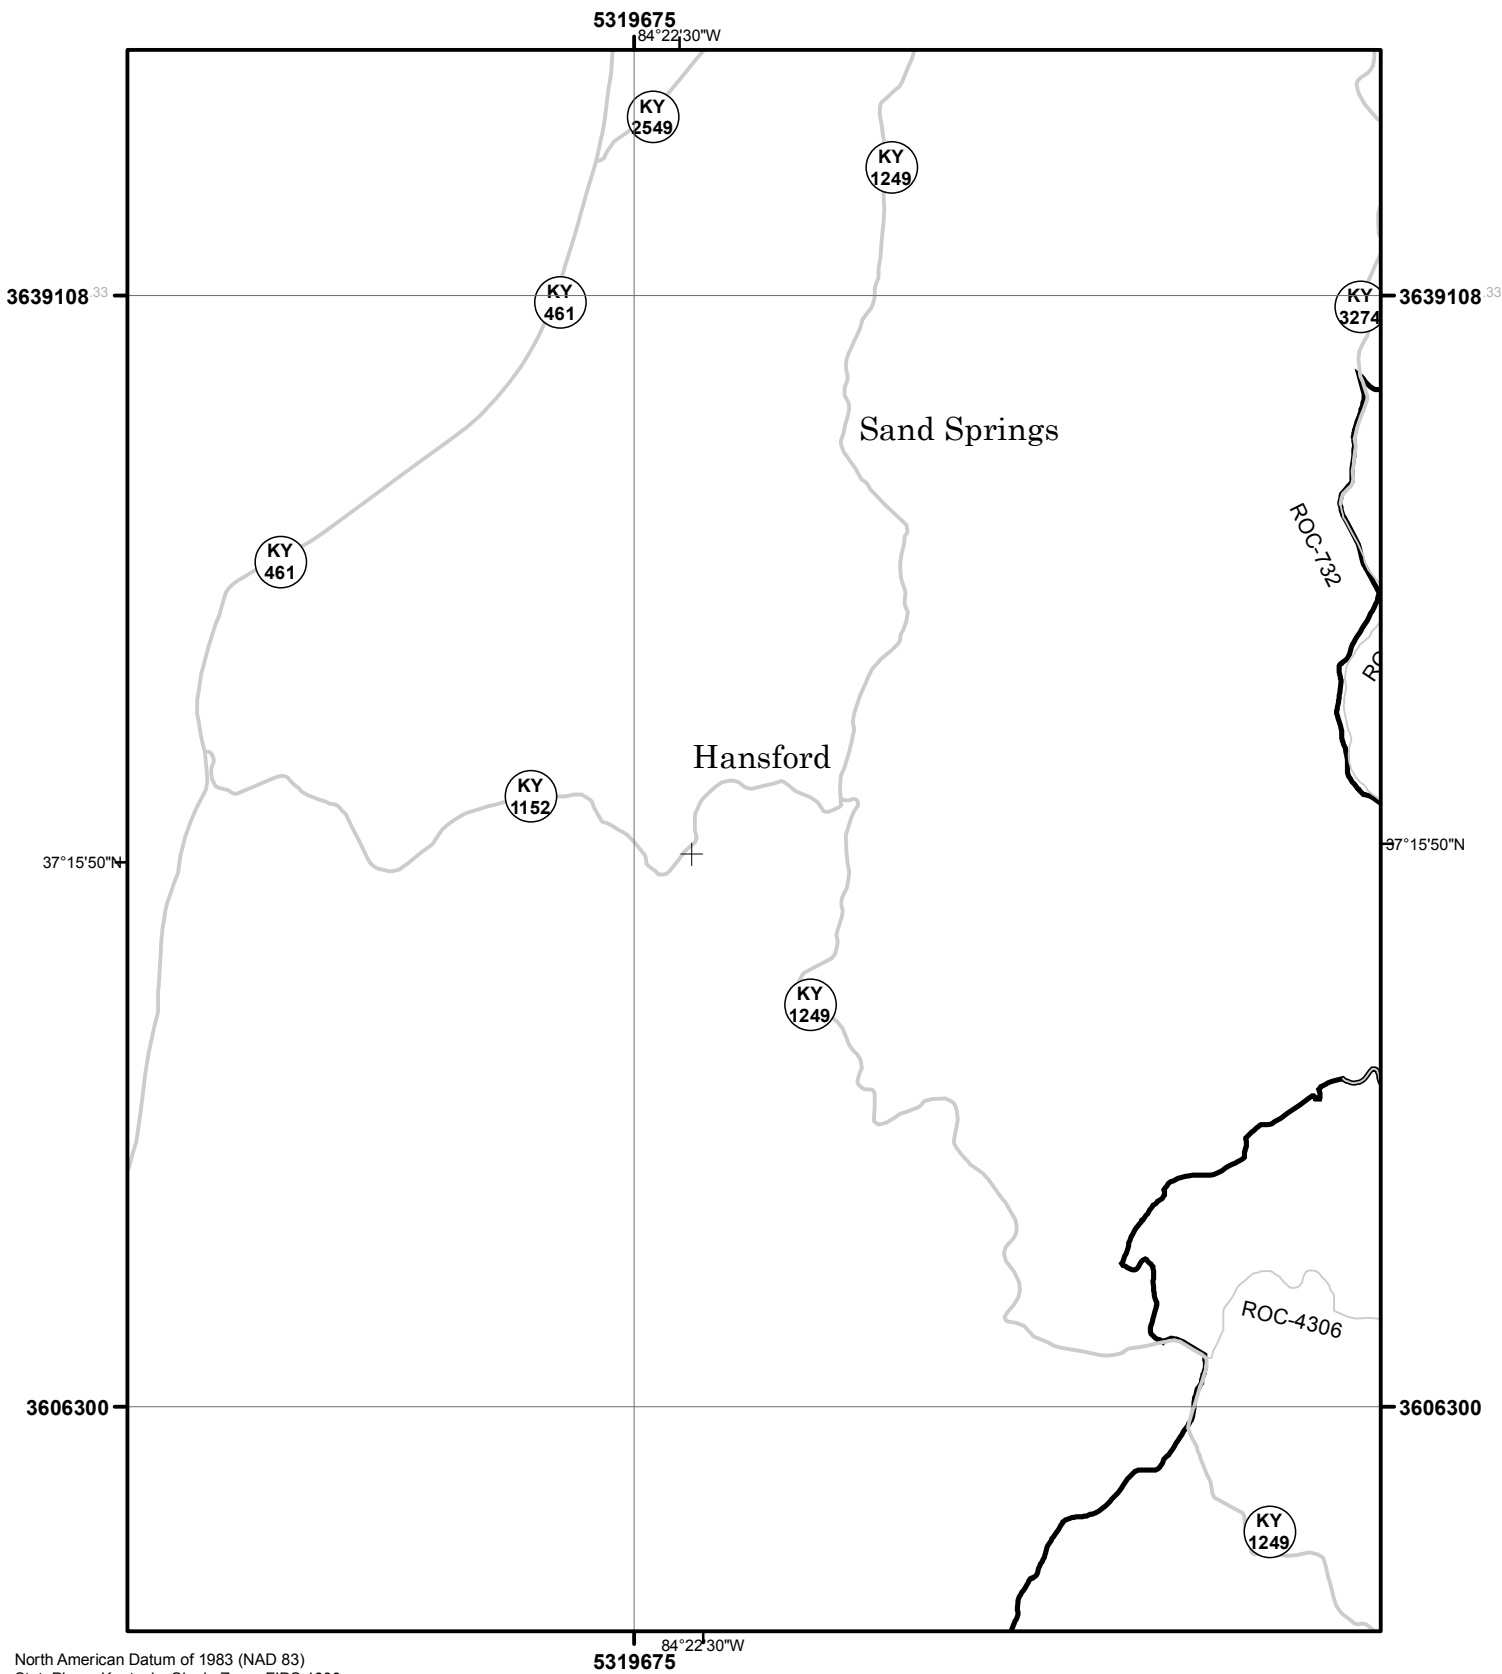 5319675
84°22'30"W
KY
2549
KY
1249
3639108.33
KY
461
KY
3274
3639108.33
Sand Springs
ROC-732
KY
461
RO
Hansford
KY
1152
37°15'50"N
37°15'50"N
KY
1249
ROC-4306
3606300
3606300
KY
1249
84°22'30"W
5319675
North American Datum of 1983 (NAD 83)